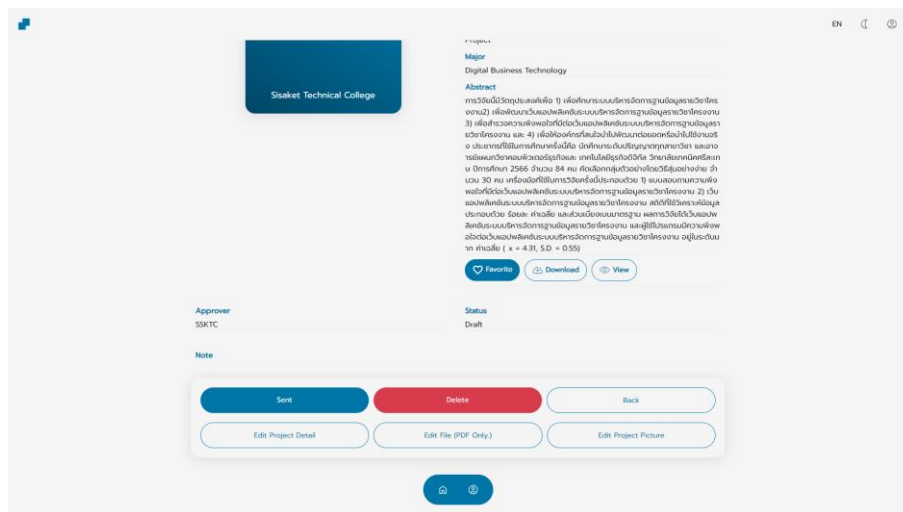 EN
Project
Major
Digital Business Technology
Abstract
Sisaket Technical College
การวิจัยนี้มีวัตถุประสงค์เพื่อ 1) เพื่อศึกษาระบบบริหารจัดการฐานข้อมูลรายวิชาโคร
งงาน2) เพื่อพัฒนาเว็บแอปพลิเคชันระบบบริหารจัดการฐานข้อมูลรายวิชาโครงงาน
3) เพื่อสำรวจความพึงพอใจที่มีต่อเว็บแอปพลิเคชันระบบบริหารจัดการฐานข้อมูลรา
ยวิชาโครงงาน และ 4) เพื่อให้องค์กรที่สนใจนำไปพัฒนาต่อยอดหรือนำไปใช้งานจริ
ง ประชากรที่ใช้ในการศึกษาครั้งนี้คือ นักศึกษาระดับปริญญาตรีทุกสาขาวิชา และอาจา
รย์แผนกวิชาคอมพิวเตอร์ธุรกิจและ เทคโนโลยีธุรกิจดิจิทัล วิทยาลัยเทคนิคศรีสะเก
ษ ปีการศึกษา 2566 จำนวน 84 คน คัดเลือกกลุ่มตัวอย่างโดยวิธีสุ่มอย่างง่าย จำ
นวน 30 คน เครื่องมือที่ใช้ในการวิจัยครั้งนี้ประกอบด้วย 1) แบบสอบถามความพึง
พอใจที่มีต่อเว็บแอปพลิเคชันระบบบริหารจัดการฐานข้อมูลรายวิชาโครงงาน 2) เว็บ
แอปพลิเคชันระบบบริหารจัดการฐานข้อมูลรายวิชาโครงงาน สถิติที่ใช้วิเคราะห์ข้อมูล
ประกอบด้วย ร้อยละ ค่าเฉลี่ย และส่วนเบี่ยงเบนมาตรฐาน ผลการวิจัยได้เว็บแอปพ
ลิเคชันระบบบริหารจัดการฐานข้อมูลรายวิชาโครงงาน และผู้ใช้โปรแกรมมีความพึงพ
อใจต่อเว็บแอปพลิเคชันระบบบริหารจัดการฐานข้อมูลรายวิชาโครงงาน อยู่ในระดับม
าก ค่าเฉลี่ย ( x = 4.31, S.D. = 0.55)
Favorite Download View
Approver
SSKTC
Status
Draft
Note
Sent Delete Back
Edit Project Detail Edit File (PDF Only.) Edit Project Picture